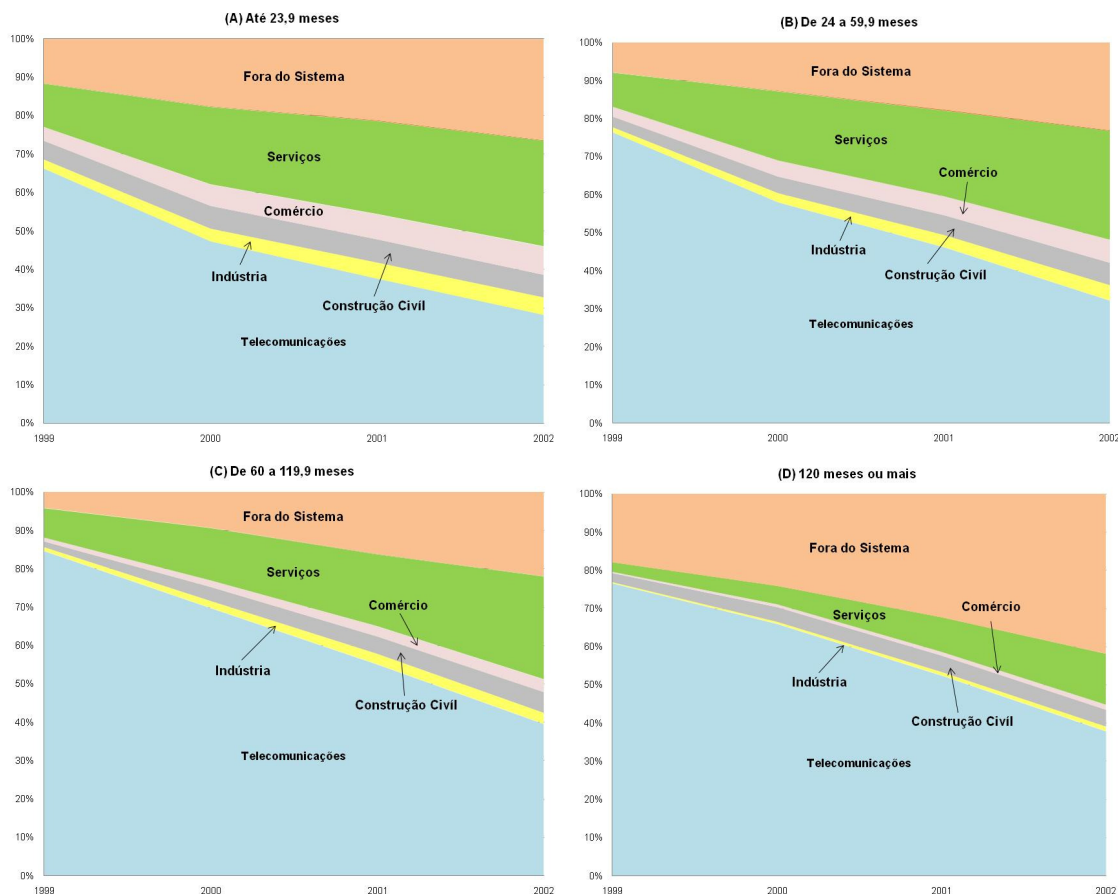 (A) Até 23,9 meses
100%
90%
80%
70%
60%
50%
40%
30%
20%
10%
0%
Fora do Sistema
Serviços
Comércio
Indústria
Construção Civíl
Telecomunicações
1999 2000 2001 2002
(B) De 24 a 59,9 meses
100%
90%
80%
70%
60%
50%
40%
30%
20%
10%
0%
Fora do Sistema
Serviços
Comércio
Indústria
Construção Civíl
Telecomunicações
1999 2000 2001 2002
(C) De 60 a 119,9 meses
100%
90%
80%
70%
60%
50%
40%
30%
20%
10%
0%
Fora do Sistema
Serviços
Comércio
Indústria
Construção Civíl
Telecomunicações
1999 2000 2001 2002
(D) 120 meses ou mais
100%
90%
80%
70%
60%
50%
40%
30%
20%
10%
0%
Fora do Sistema
Comércio
Serviços
Indústria
Construção Civíl
Telecomunicações
1999 2000 2001 2002